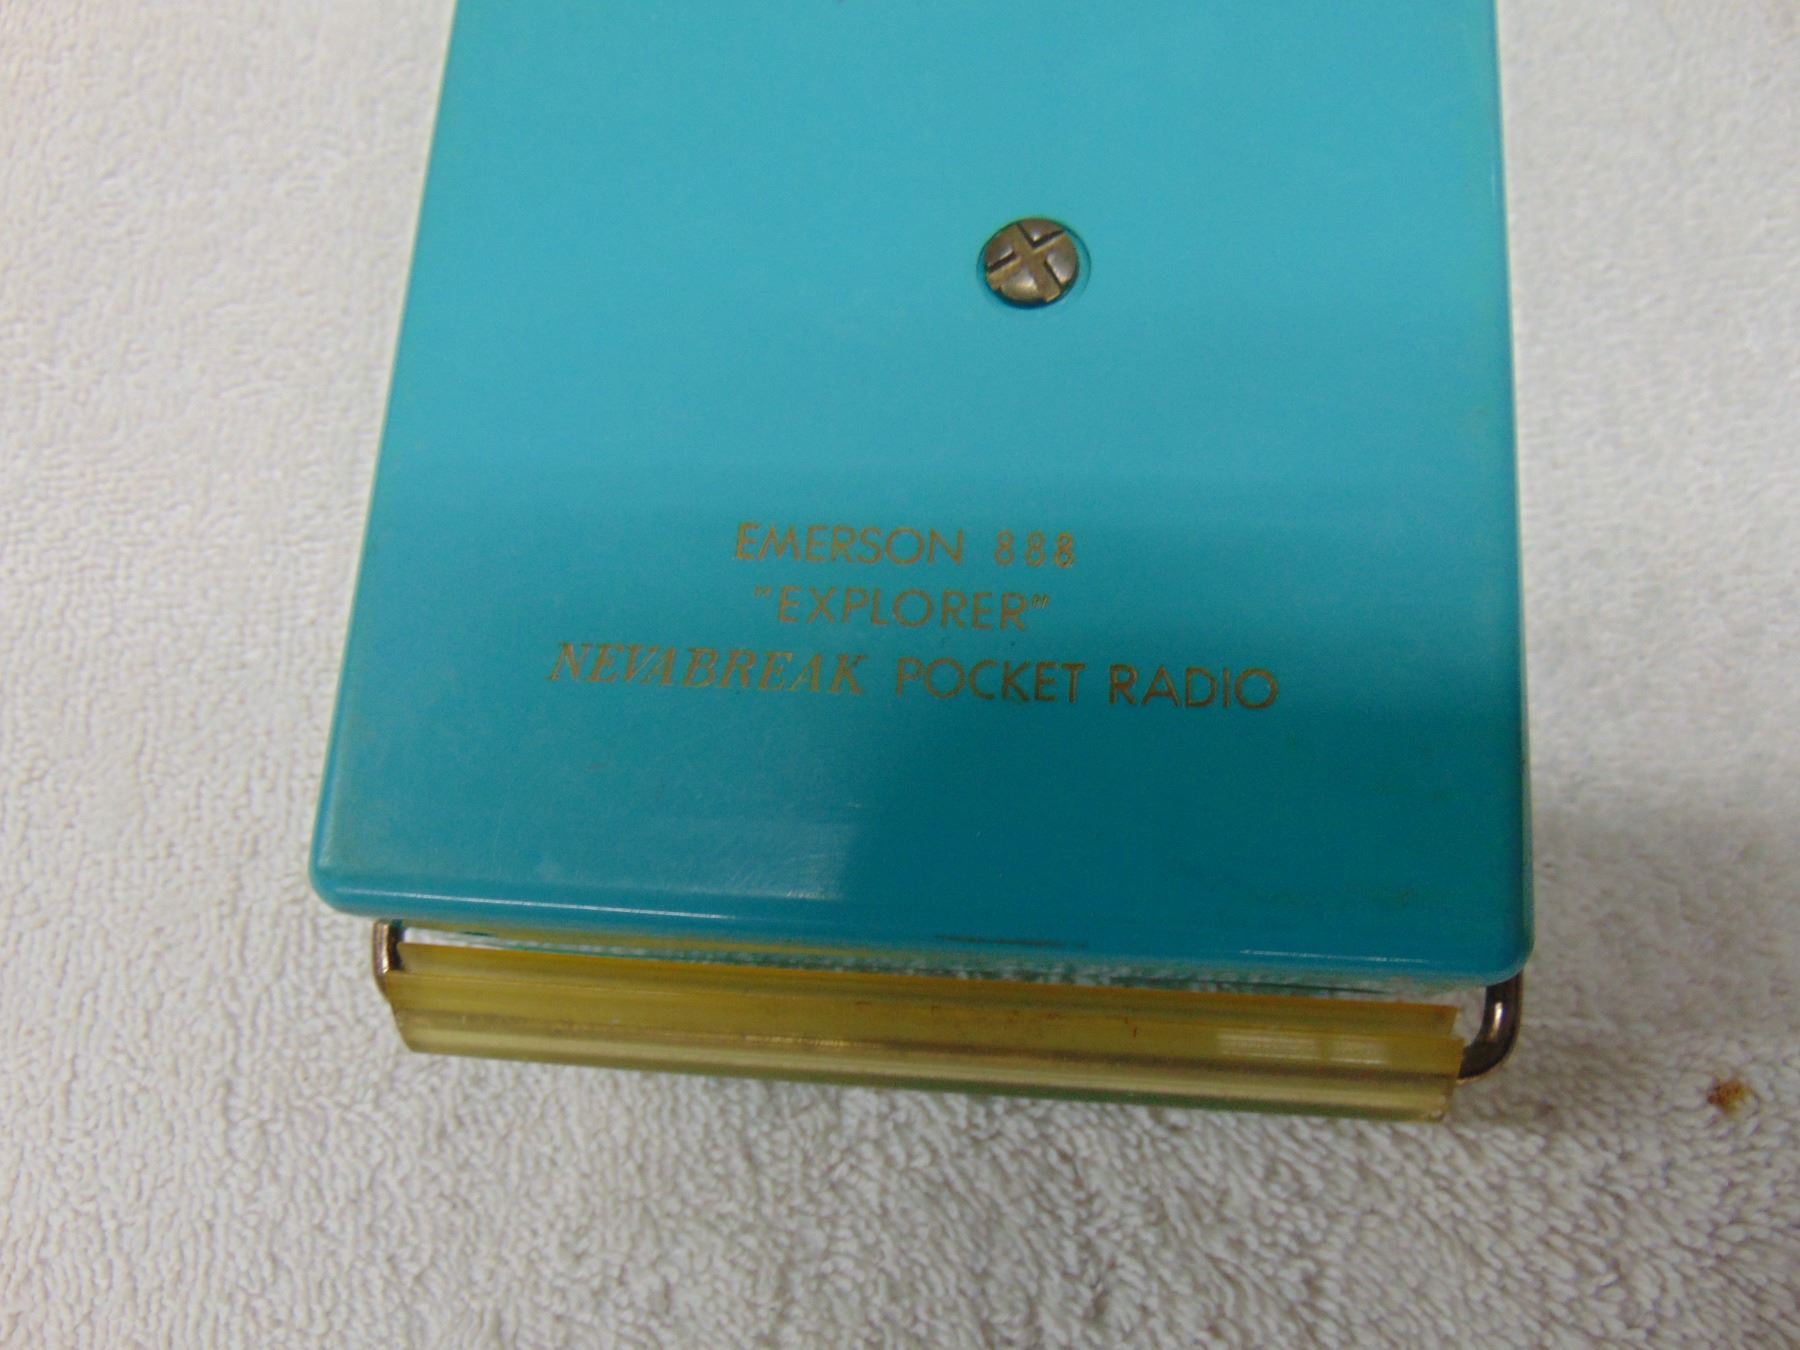 EMERSON 888
"EXPLORER"
NEVABREAK POCKET RADIO